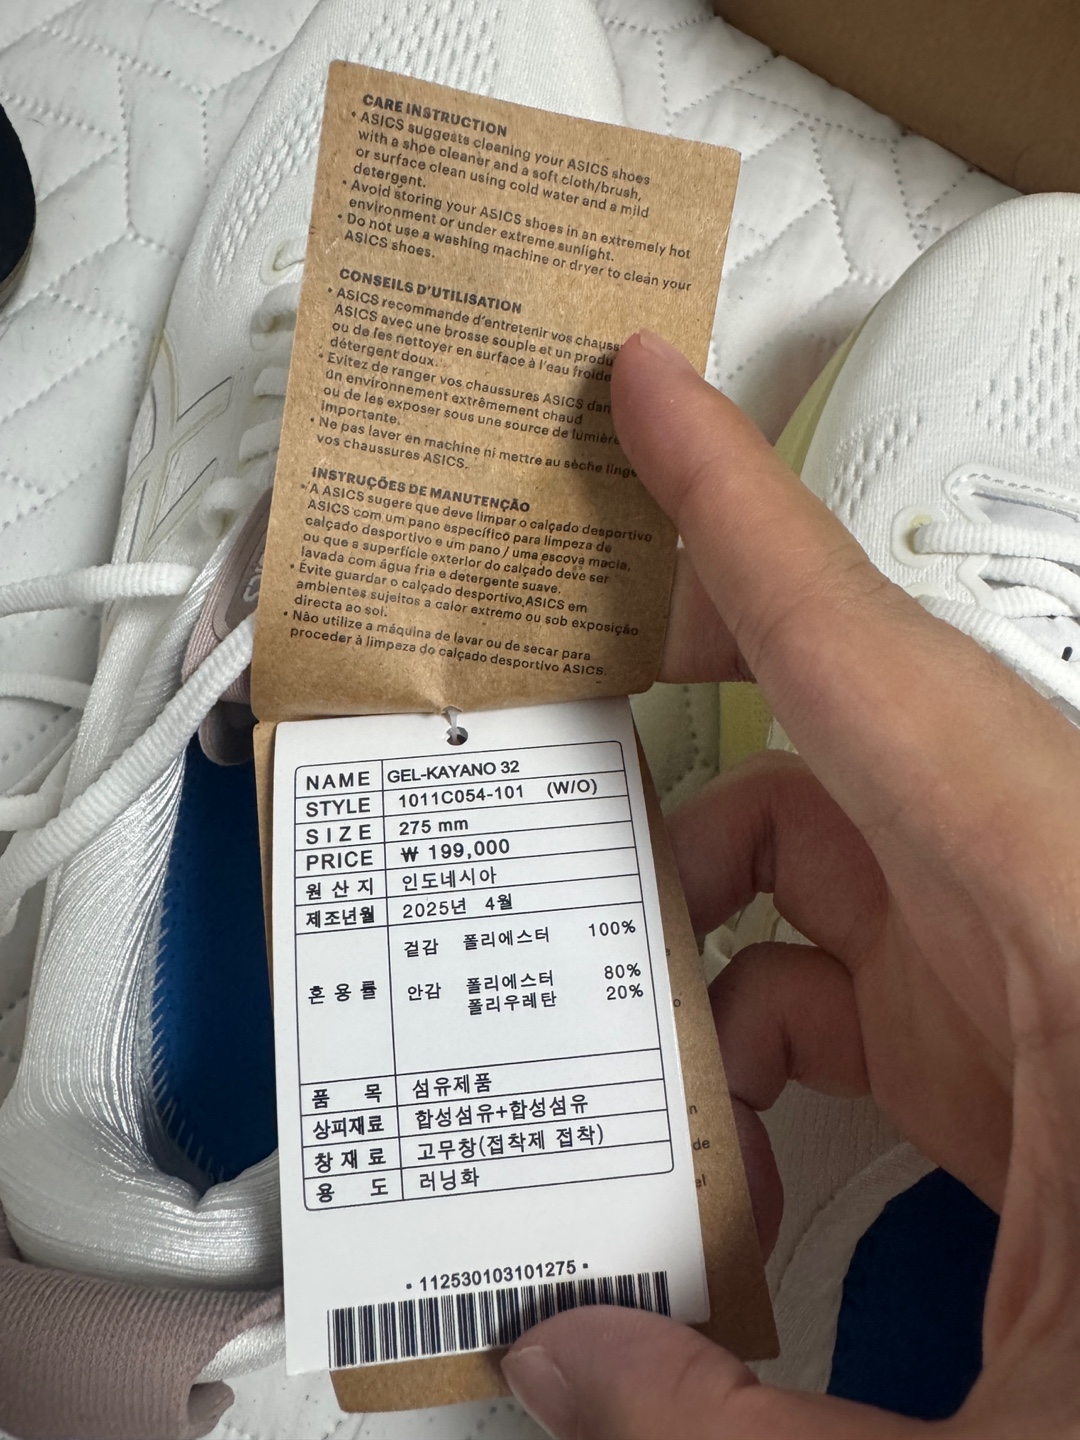 CARE INSTRUCTION
• ASICS suggests cleaning your ASICS shoes
with a shoe cleaner and a soft cloth/brush,
or surface clean using cold water and a mild
detergent.
• Avoid storing your ASICS shoes in an extremely hot
environment or under extreme sunlight.
• Do not use a washing machine or dryer to clean your
ASICS shoes.
CONSEILS D'UTILISATION
• ASICS recommande d'entretenir vos
ASICS avec une brosse souple et un
ou de les nettoyer en surface à l'eau froide
détergent doux.
• Évitez de ranger vos chaussures ASICS
un environnement extrêmement chaud
ou de les exposer sous une source de lumière
importante.
• Ne pas laver en machine ni mettre au sèche
vos chaussures ASICS.
INSTRUÇÕES DE MANUTENÇÃO
• A ASICS sugere que deve limpar o calçado desportivo
ASICS com um pano específico para limpeza de
calçado desportivo e um pano / uma escova macia,
ou que a superfície exterior do calçado deve ser
lavada com água fria e detergente suave.
• Évite guardar o calçado desportivo ASICS em
ambientes sujeitos a calor extremo ou sob exposição
directa ao sol.
• Não utilize a máquina de lavar ou de secar para
proceder à limpeza do calçado desportivo ASICS.
NAME GEL-KAYANO 32
STYLE 1011C054-101 (W/O)
SIZE 275 mm
PRICE ₩ 199,000
원산지 인도네시아
제조년월 2025년 4월
혼용률 겉감 폴리에스터 100%
안감 폴리에스터 80%
폴리우레탄 20%
품목 섬유제품
상피재료 합성섬유+합성섬유
창재료 고무창(접착제 접착)
용도 러닝화
• 112530103101275 •